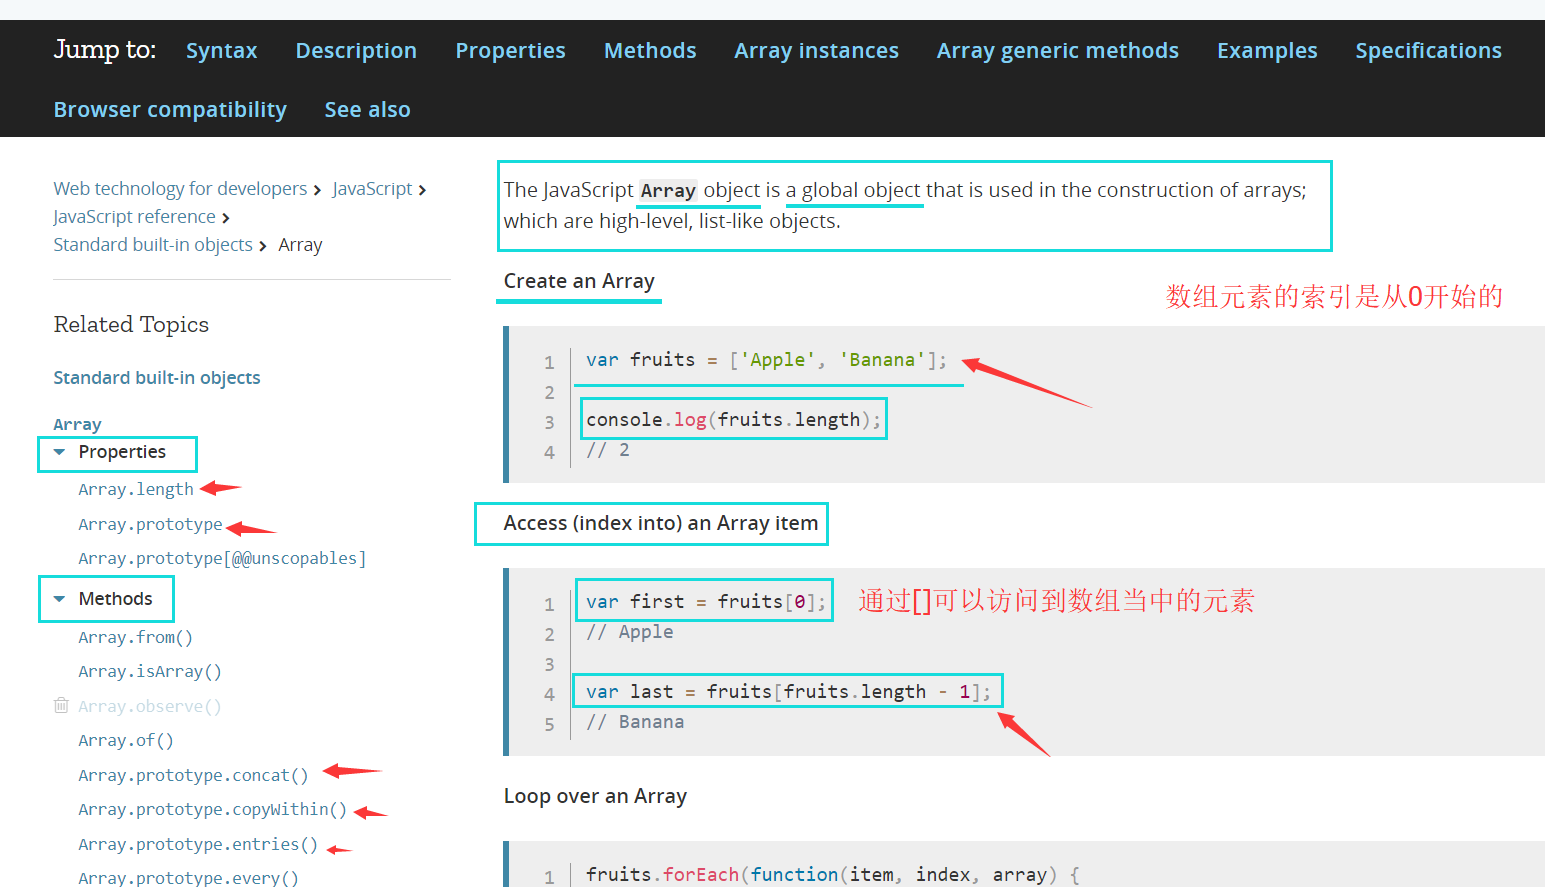 Jump to: Syntax Description Properties Methods Array instances Array generic methods Examples Specifications
Browser compatibility See also
Web technology for developers › JavaScript ›
JavaScript reference ›
Standard built-in objects › Array
Related Topics
Standard built-in objects
Array
Properties
Array.length
Array.prototype
Array.prototype[@@unscopables]
Methods
Array.from()
Array.isArray()
Array.observe()
Array.of()
Array.prototype.concat()
Array.prototype.copyWithin()
Array.prototype.entries()
Array.prototype.every()
The JavaScript Array object is a global object that is used in the construction of arrays;
which are high-level, list-like objects.
Create an Array
数组元素的索引是从0开始的
1 var fruits = ['Apple', 'Banana'];
2
3 console.log(fruits.length);
4 // 2
Access (index into) an Array item
1 var first = fruits[0]; 通过[]可以访问到数组当中的元素
2 // Apple
3
4 var last = fruits[fruits.length - 1];
5 // Banana
Loop over an Array
1 fruits.forEach(function(item, index, array) {